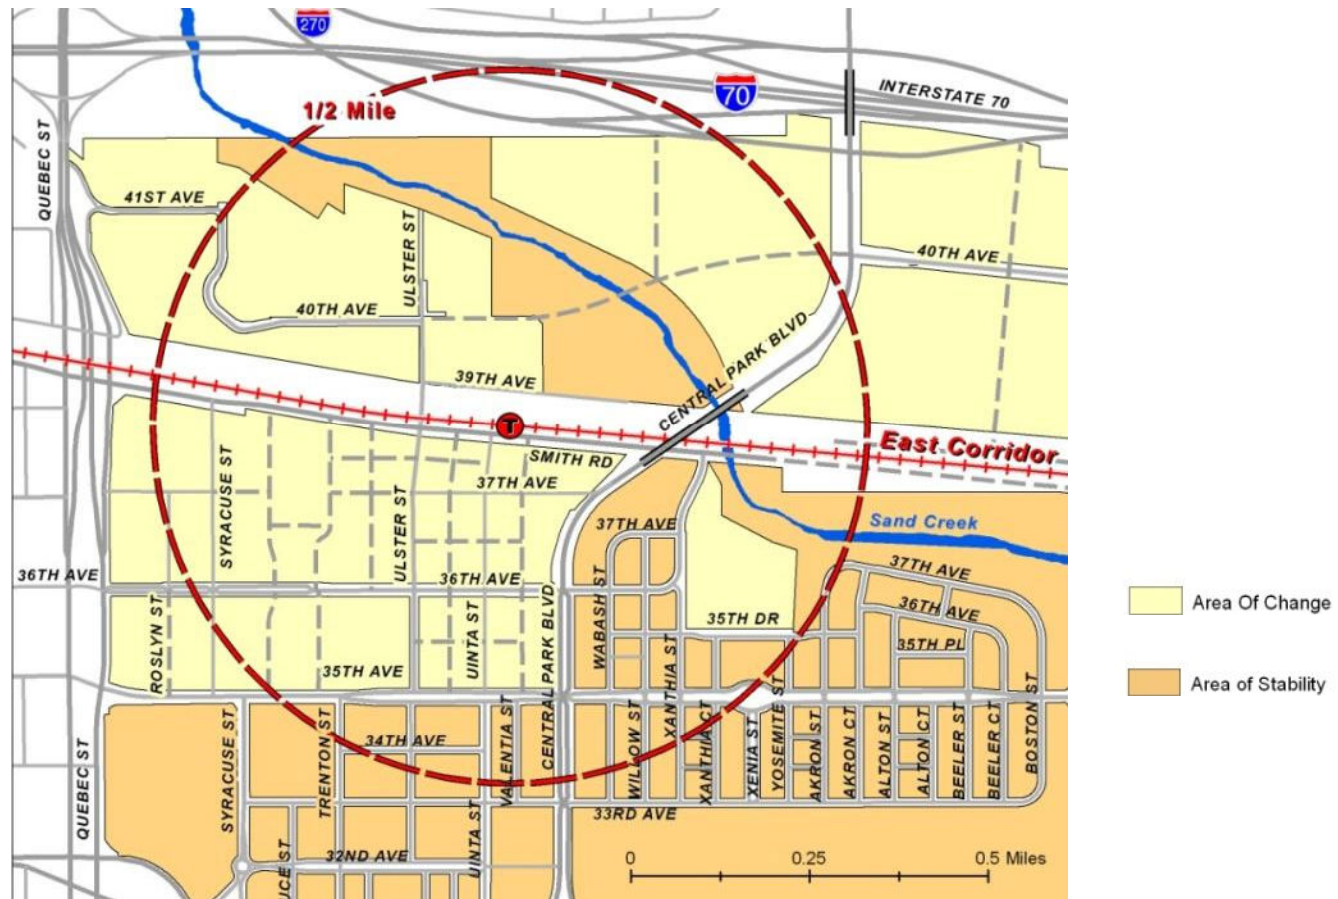 270
70
INTERSTATE 70
1/2 Mile
QUEBEC ST
41ST AVE
ULSTER ST
40TH AVE
40TH AVE
CENTRAL PARK BLVD
39TH AVE
T
East Corridor
SMITH RD
SYRACUSE ST
37TH AVE
ULSTER ST
Sand Creek
37TH AVE
36TH AVE
36TH AVE
37TH AVE
WABASH ST
36TH AVE
ROSLYN ST
UINTA ST
CENTRAL PARK BLVD
35TH DR
35TH PL
XANTHIA ST
35TH AVE
Area Of Change
Area of Stability
QUEBEC ST
SYRACUSE ST
TRENTON ST
34TH AVE
VALENTIA ST
WILLOW ST
XANTHIA CT
XENIA ST
YOSEMITE ST
AKRON ST
AKRON CT
ALTON ST
ALTON CT
BEELER ST
BEELER CT
BOSTON ST
33RD AVE
UINTA ST
32ND AVE
UCE ST
0 0.25 0.5 Miles